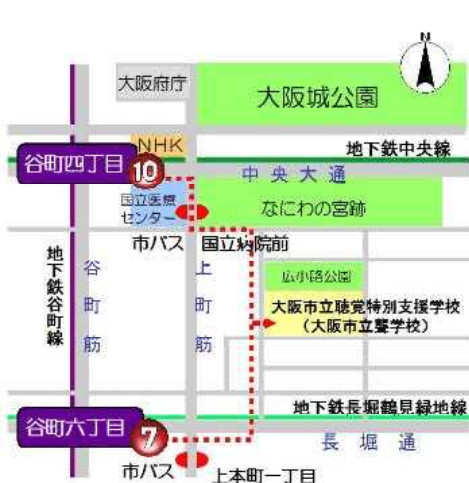 N
大阪府庁
大阪城公園
NHK
地下鉄中央線
谷町四丁目
10
中央大通
国立医療
センター
なにわの宮跡
市バス 国立病院前
地下鉄谷町線
谷町筋
上町筋
広小路公園
大阪市立聴覚特別支援学校
(大阪市立聾学校)
地下鉄長堀鶴見緑地線
谷町六丁目
7
長堀通
市バス 上本町一丁目